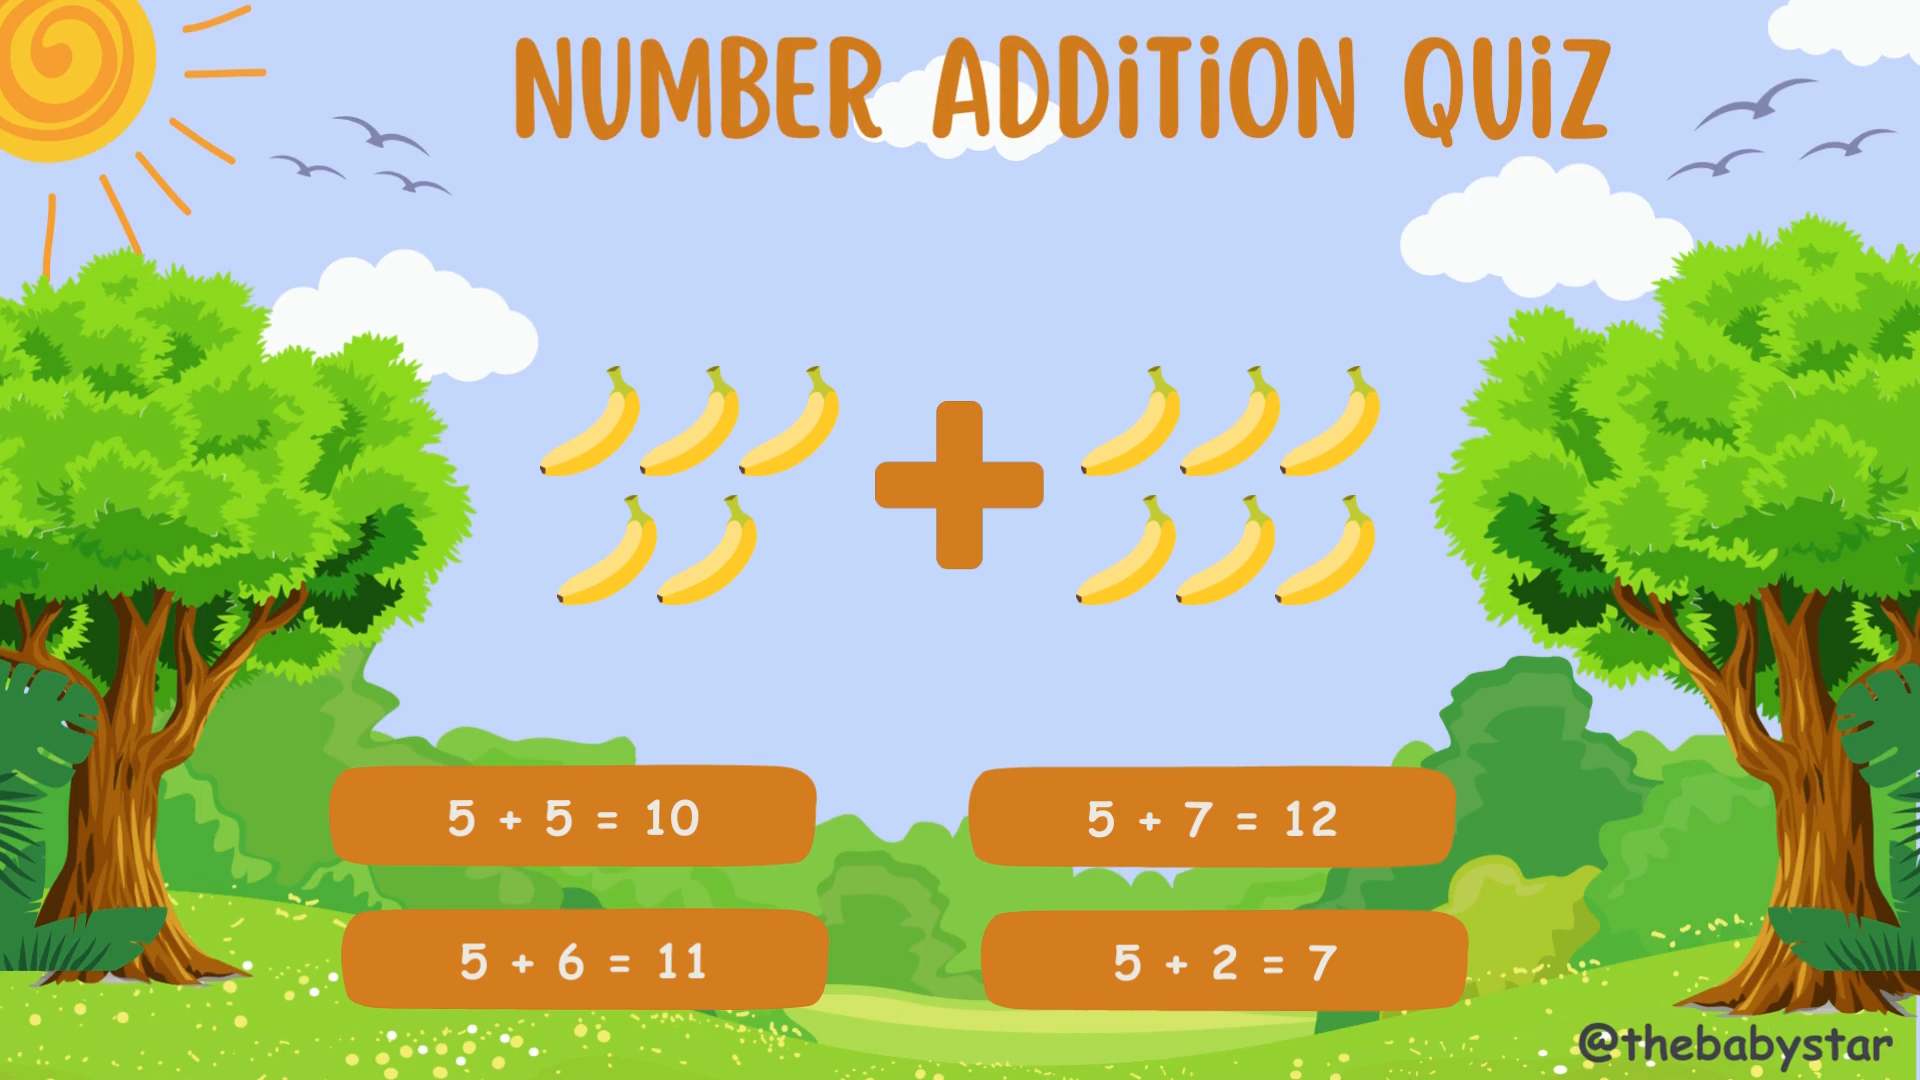 NUMBER ADDiTiON QUiZ
5 + 5 = 10
5 + 7 = 12
5 + 6 = 11
5 + 2 = 7
@thebabystar